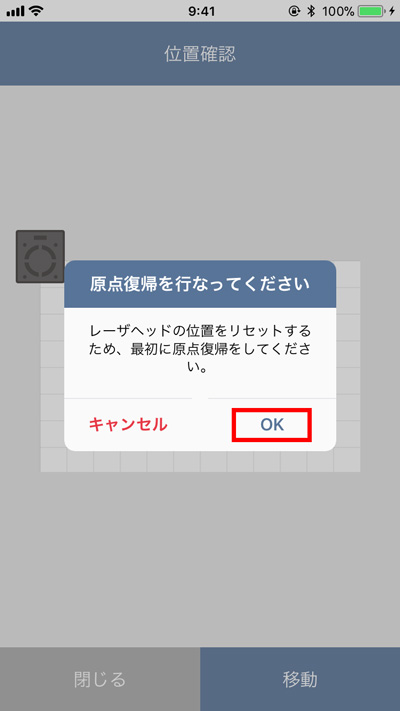 9:41
100%
位置確認
原点復帰を行なってください
レーザヘッドの位置をリセットする
ため、最初に原点復帰をしてくださ
い。
キャンセル
OK
閉じる
移動